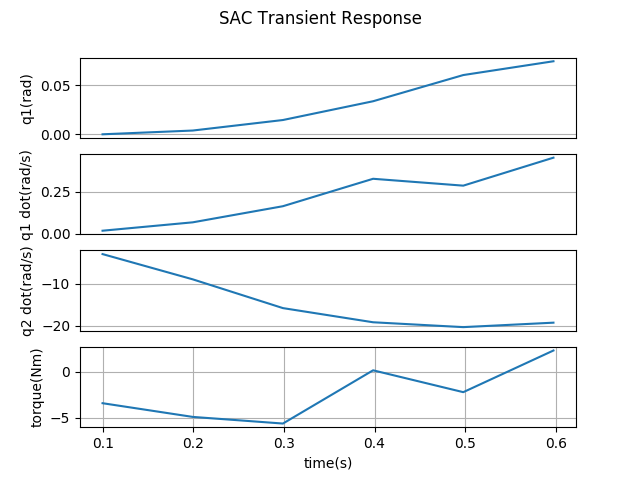 SAC Transient Response
q1(rad)
0.05
0.00
q1 dot(rad/s)
0.25
0.00
q2 dot(rad/s)
−10
−20
torque(Nm)
0
−5
0.1 0.2 0.3 0.4 0.5 0.6
time(s)